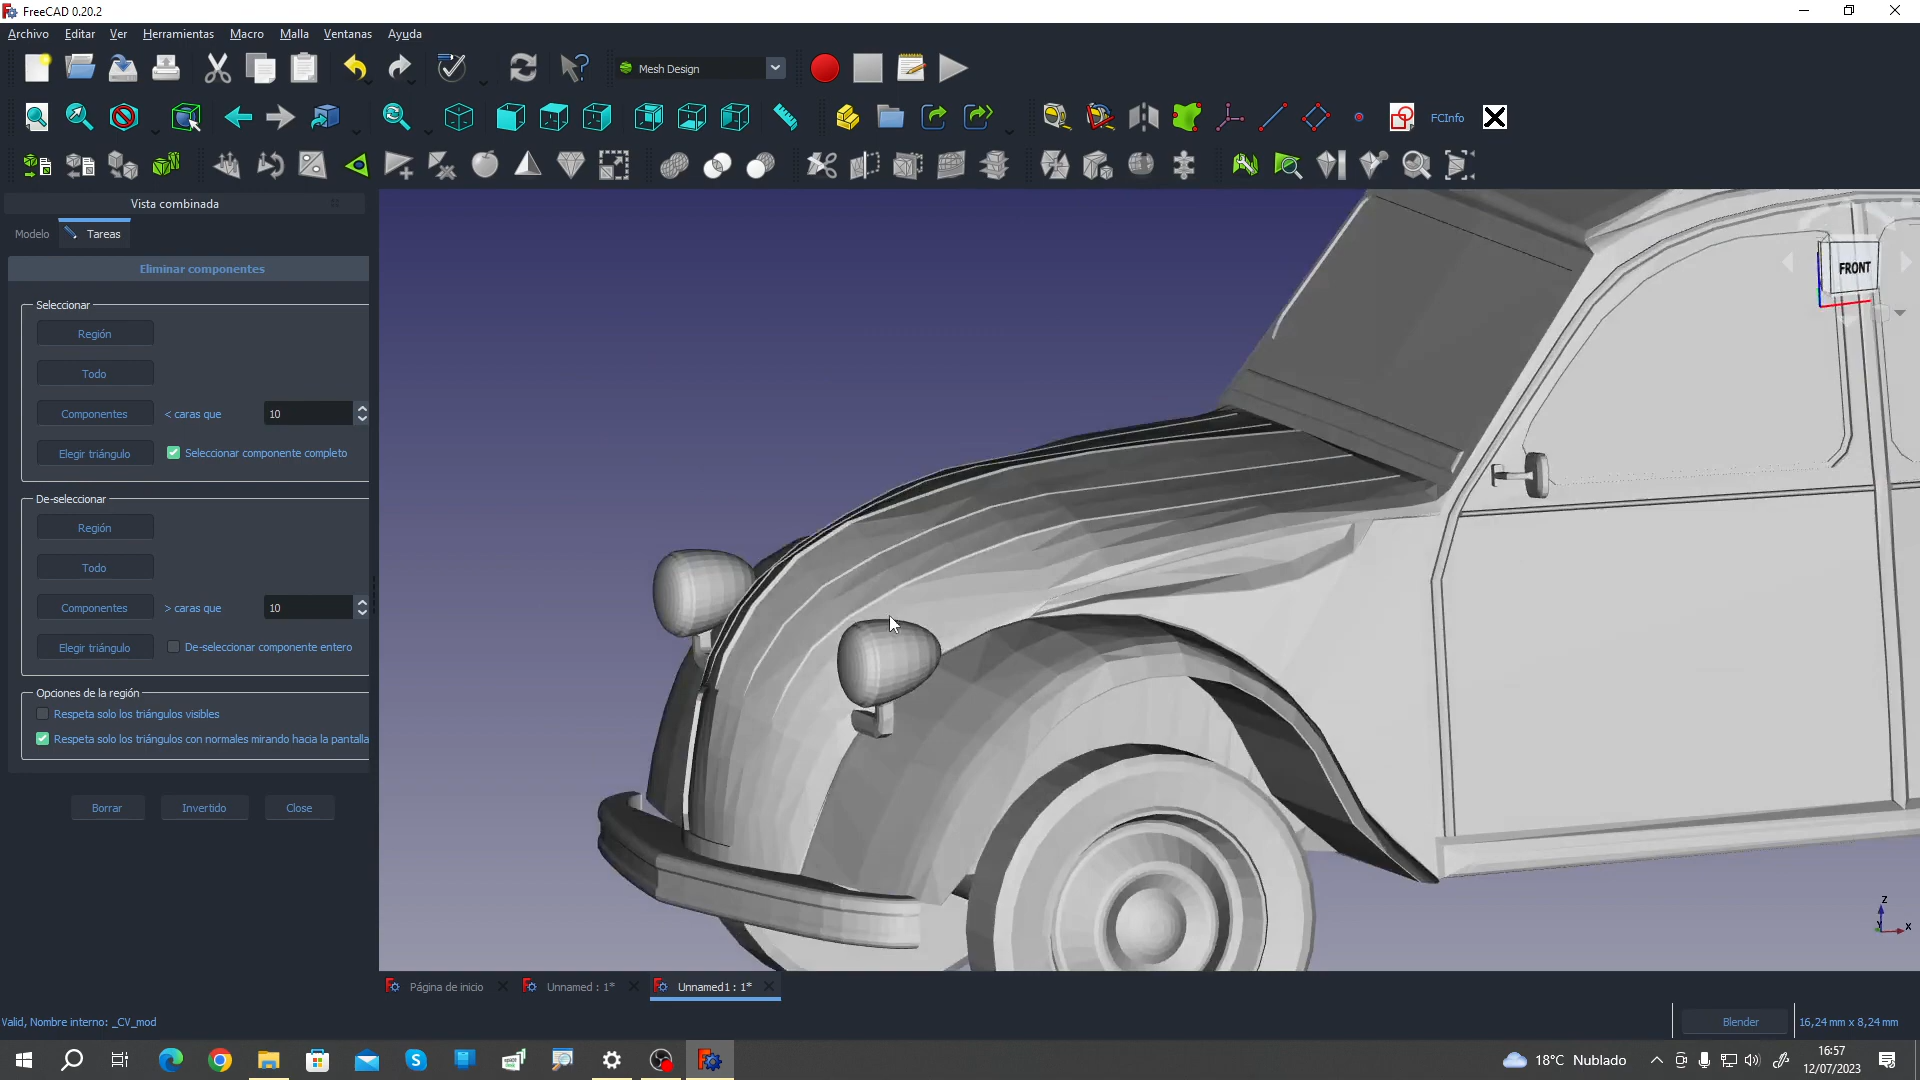 FreeCAD 0.20.2
Archivo Editar Ver Herramientas Macro Malla Ventanas Ayuda
Mesh Design
FCInfo
Vista combinada
Modelo Tareas
Eliminar componentes
Seleccionar
Región
Todo
Componentes < caras que 10
Elegir triángulo Seleccionar componente completo
De-seleccionar
Región
Todo
Componentes > caras que 10
Elegir triángulo De-seleccionar componente entero
Opciones de la región
Respeta solo los triángulos visibles
Respeta solo los triángulos con normales mirando hacia la pantalla
Borrar Invertido Close
FRONT
Z
Y
X
Página de inicio Unnamed : 1* Unnamed1 : 1*
Valid, Nombre interno: _CV_mod
Blender 16,24 mm x 8,24 mm
18°C Nublado
16:57
12/07/2023